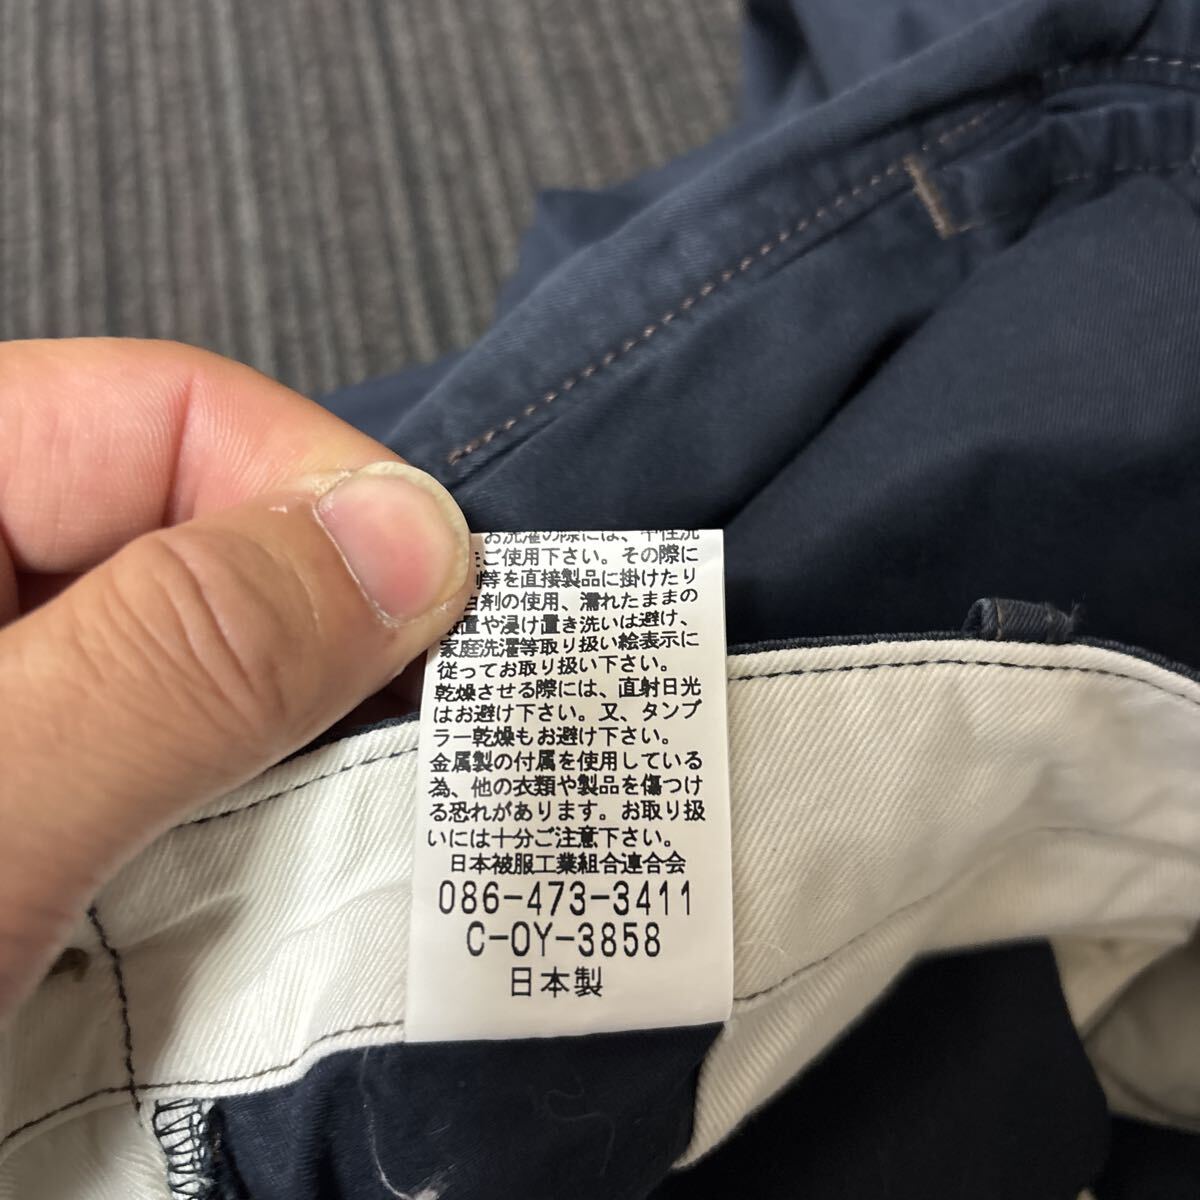 お洗濯の際には、中性洗
ご使用下さい。その際に
等を直接製品に掛けたり
白剤の使用、濡れたままの
放置や浸け置き洗いは避け、
家庭洗濯等取り扱い絵表示に
従ってお取り扱い下さい。
乾燥させる際には、直射日光
はお避け下さい。又、タンブ
ラー乾燥もお避け下さい。
金属製の付属を使用している
為、他の衣類や製品を傷つけ
る恐れがあります。お取り扱
いには十分ご注意下さい。
日本被服工業組合連合会
086-473-3411
C-OY-3858
日本製